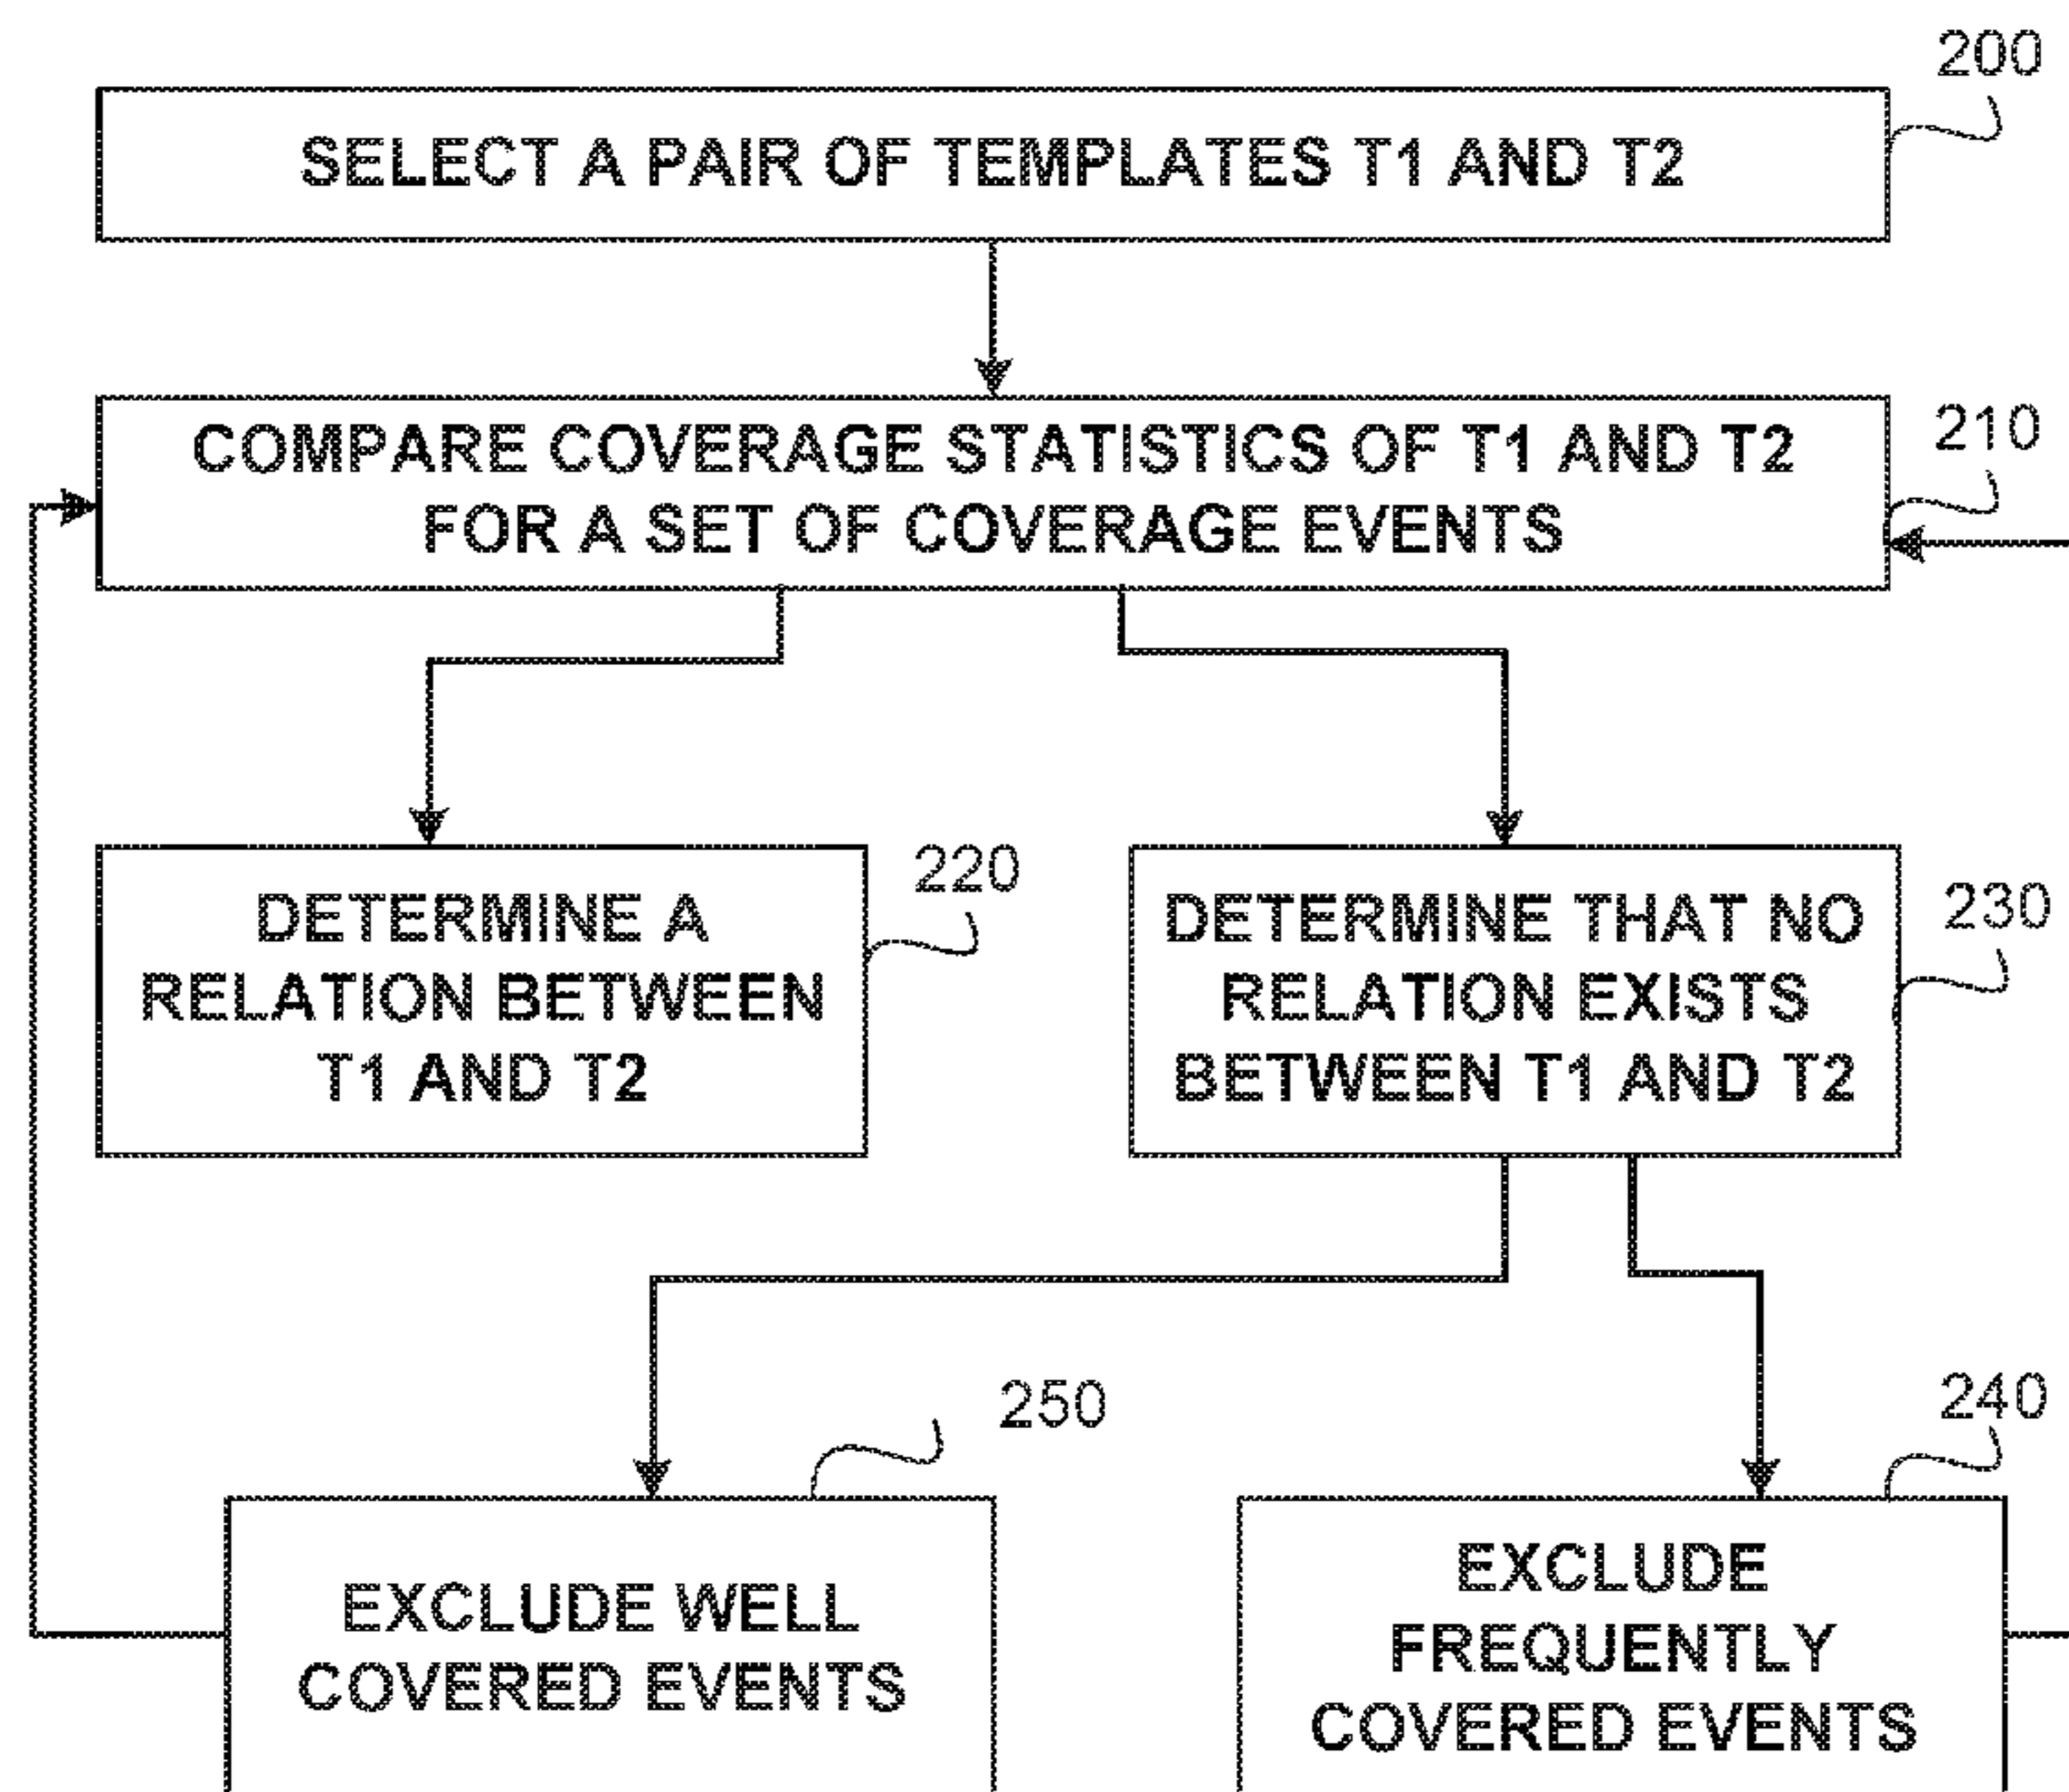 200
SELECT A PAIR OF TEMPLATES T1 AND T2
210
COMPARE COVERAGE STATISTICS OF T1 AND T2
FOR A SET OF COVERAGE EVENTS
220
DETERMINE A
RELATION BETWEEN
T1 AND T2
230
DETERMINE THAT NO
RELATION EXISTS
BETWEEN T1 AND T2
250
EXCLUDE WELL
COVERED EVENTS
240
EXCLUDE
FREQUENTLY
COVERED EVENTS